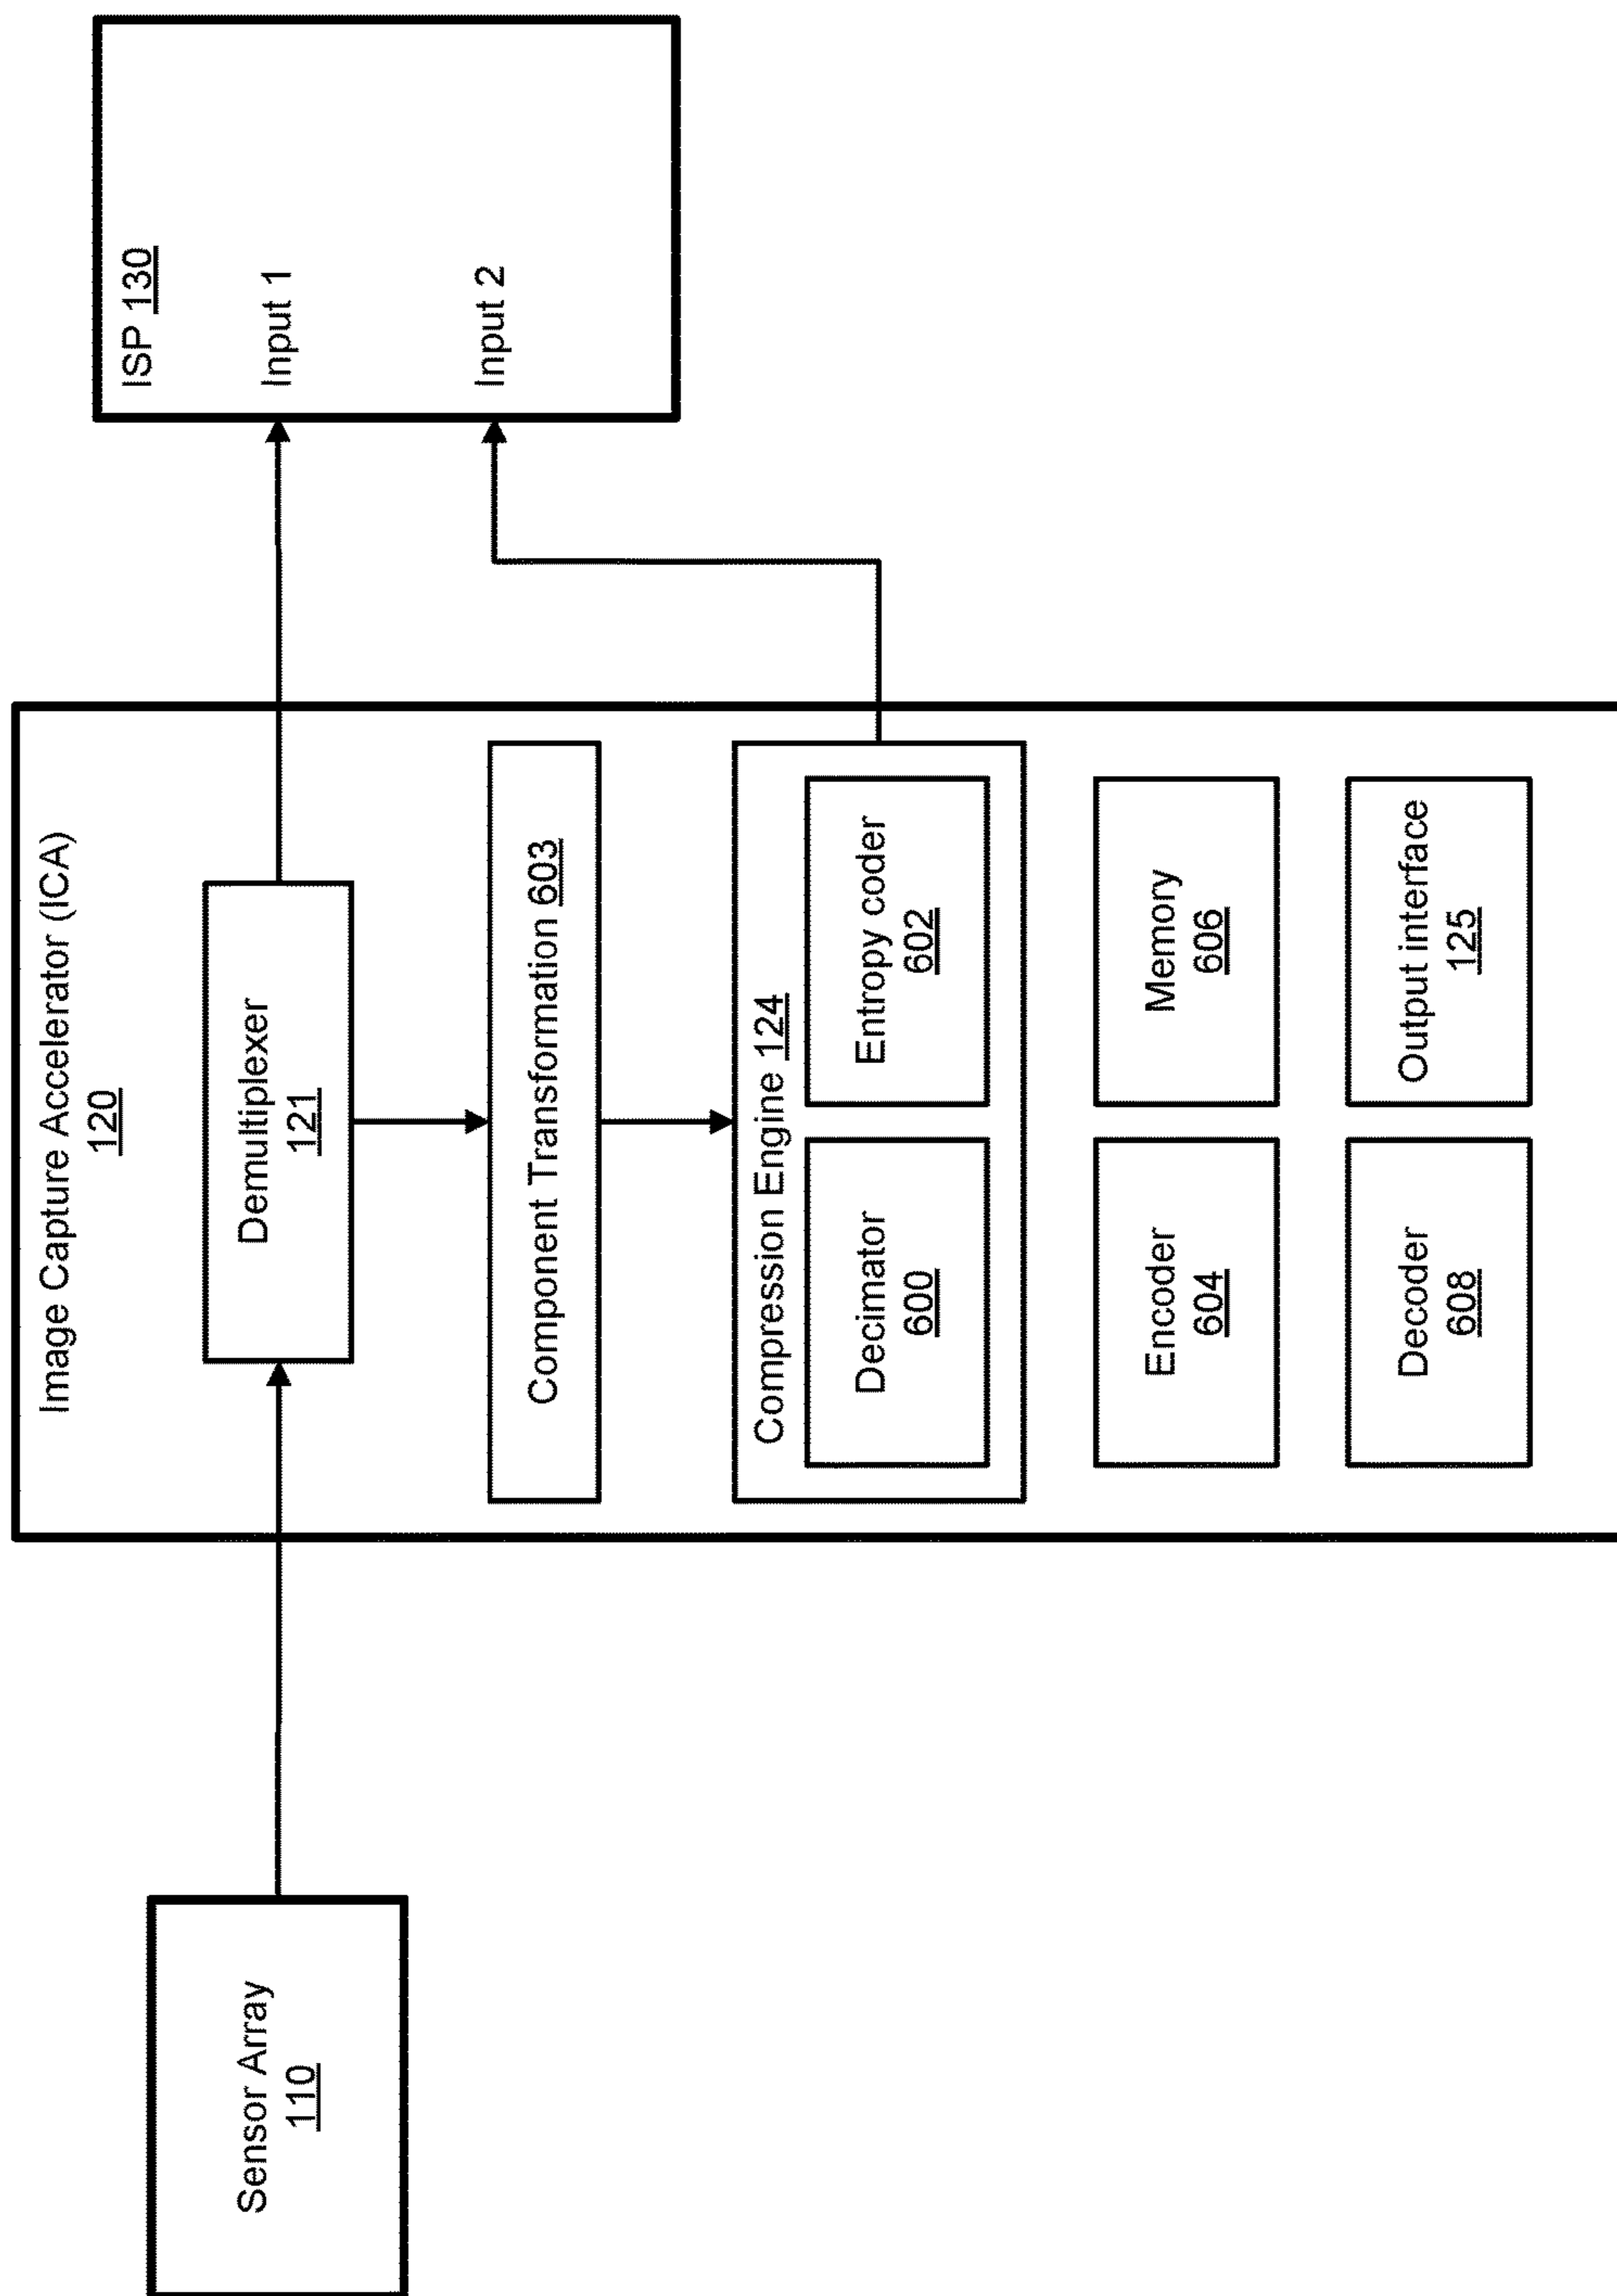 Sensor Array
110
Image Capture Accelerator (ICA)
120
Demultiplexer
121
Component Transformation 603
Compression Engine 124
Decimator
600
Entropy coder
602
Encoder
604
Memory
606
Decoder
608
Output interface
125
ISP 130
Input 1
Input 2